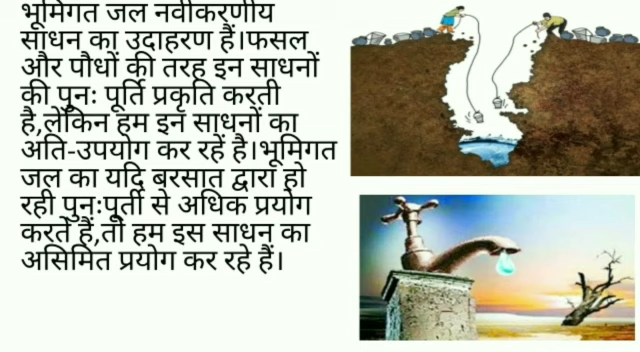 भूमिगत जल नवीकरणीय
साधन का उदाहरण हैं।फसल
और पौधों की तरह इन साधनों
की पुनः पूर्ति प्रकृति करती
है,लेकिन हम इन साधनों का
अति-उपयोग कर रहें है।भूमिगत
जल का यदि बरसात द्वारा हो
रही पुनःपूर्ती से अधिक प्रयोग
करते हैं,तो हम इस साधन का
असिमित प्रयोग कर रहे हैं।